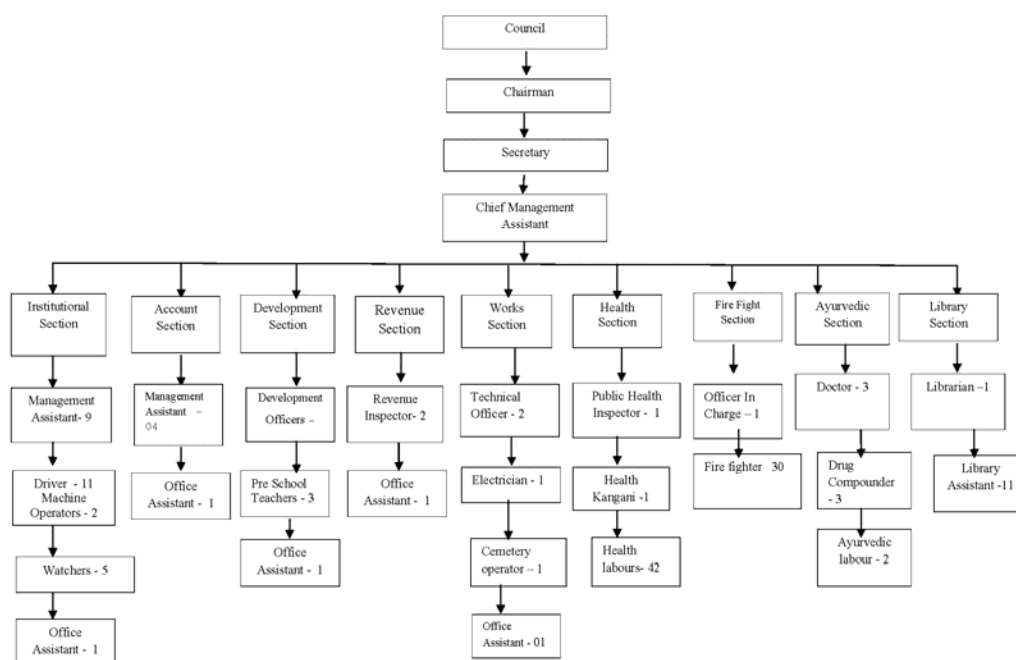 Council
Chairman
Secretary
Chief Management
Assistant
Institutional
Section
Account
Section
Development
Section
Revenue
Section
Works
Section
Health
Section
Fire Fight
Section
Ayurvedic
Section
Library
Section
Management
Assistant- 9
Management
Assistant –
04
Development
Officers –
Revenue
Inspector- 2
Technical
Officer - 2
Public Health
Inspector - 1
Officer In
Charge – 1
Doctor - 3
Librarian –1
Driver - 11
Machine
Operators - 2
Office
Assistant - 1
Pre School
Teachers - 3
Office
Assistant - 1
Electrician - 1
Health
Kangani -1
Fire fighter 30
Drug
Compounder
- 3
Library
Assistant -11
Watchers - 5
Office
Assistant - 1
Cemetery
operator – 1
Health
labours- 42
Ayurvedic
labour - 2
Office
Assistant - 1
Office
Assistant - 01